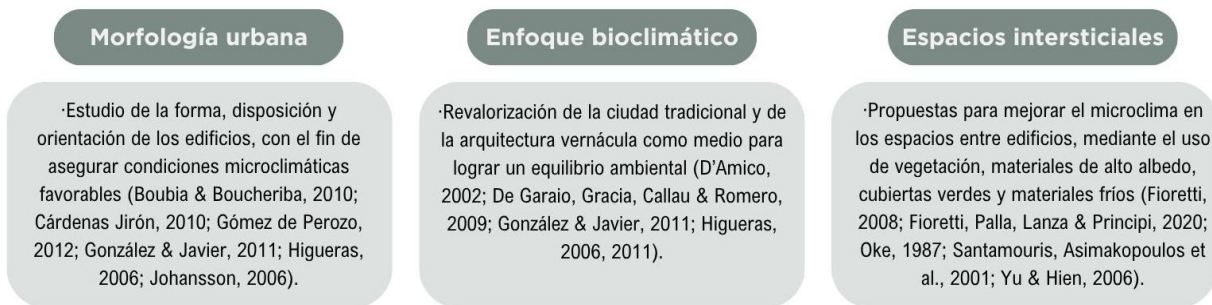 Morfología urbana
·Estudio de la forma, disposición y
orientación de los edificios, con el fin de
asegurar condiciones microclimáticas
favorables (Boubia & Boucheriba, 2010;
Cárdenas Jirón, 2010; Gómez de Perozo,
2012; González & Javier, 2011; Higueras,
2006; Johansson, 2006).
Enfoque bioclimático
·Revalorización de la ciudad tradicional y de
la arquitectura vernácula como medio para
lograr un equilibrio ambiental (D’Amico,
2002; De Garaio, Gracia, Callau & Romero,
2009; González & Javier, 2011; Higueras,
2006, 2011).
Espacios intersticiales
·Propuestas para mejorar el microclima en
los espacios entre edificios, mediante el uso
de vegetación, materiales de alto albedo,
cubiertas verdes y materiales fríos (Fioretti,
2008; Fioretti, Palla, Lanza & Principi, 2020;
Oke, 1987; Santamouris, Asimakopoulos et
al., 2001; Yu & Hien, 2006).